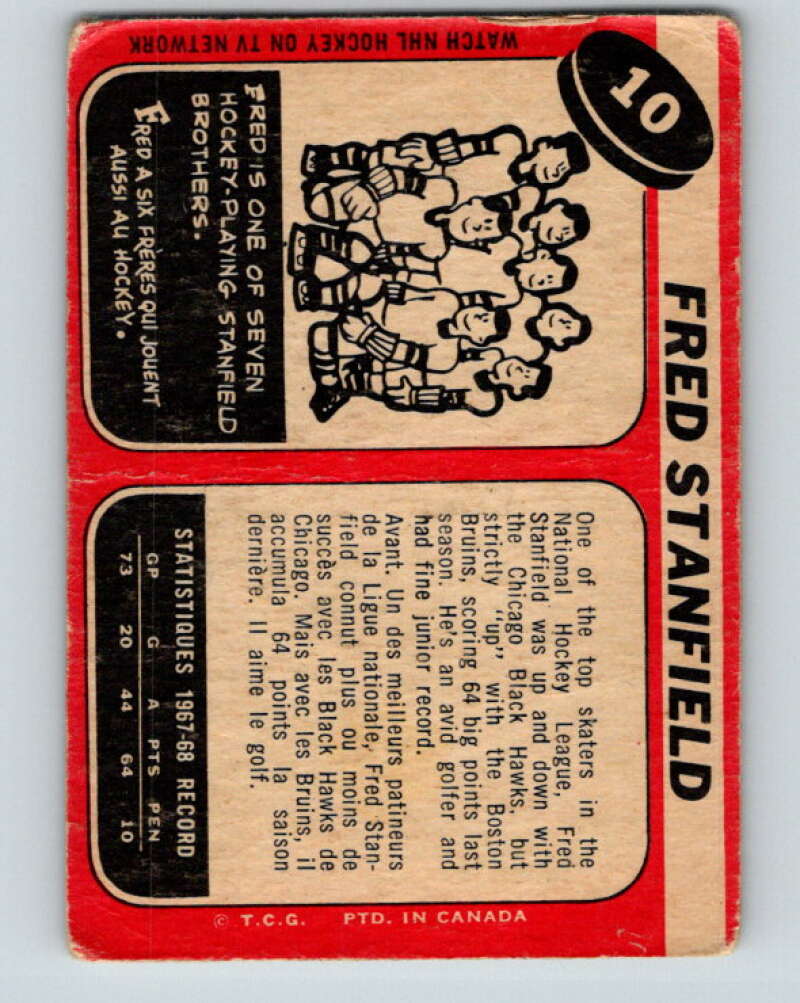 10
FRED STANFIELD
One of the top skaters in the
National Hockey League, Fred
Stanfield was up and down with
the Chicago Black Hawks, but
strictly "up" with the Boston
Bruins, scoring 64 big points last
season. He's an avid golfer and
had fine junior record.
Avant. Un des meilleurs patineurs
de la Ligue nationale, Fred Stan-
field connut plus ou moins de
succès avec les Black Hawks de
Chicago. Mais avec les Bruins, il
accumula 64 points la saison
dernière. Il aime le golf.
STATISTIQUES 1967-68 RECORD
GP G A PTS PEN
73 20 44 64 10
FRED IS ONE OF SEVEN
HOCKEY-PLAYING STANFIELD
BROTHERS.
FRED A SIX FRÈRES QUI JOUENT
AUSSI AU HOCKEY.
WATCH NHL HOCKEY ON TV NETWORK
© T.C.G. PTD. IN CANADA